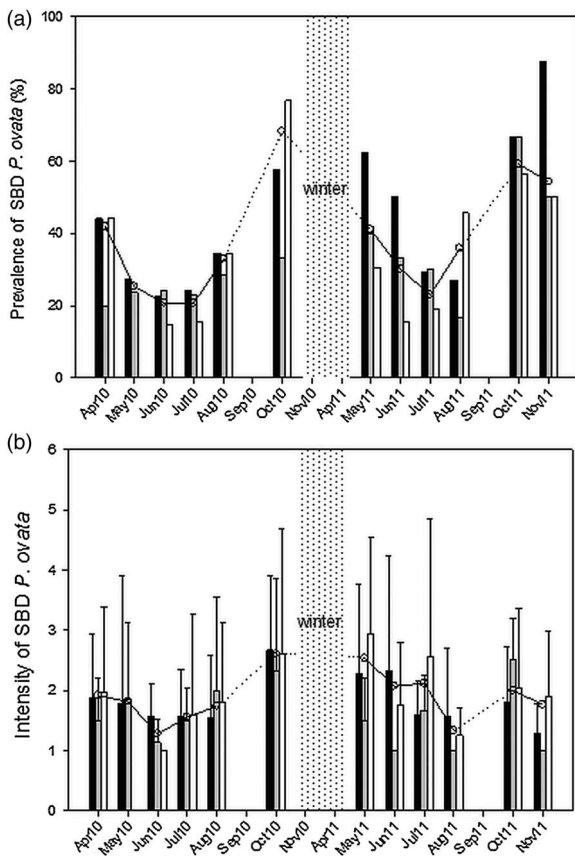 (a)
Prevalence of SBD P. ovata (%)
100
80
60
40
20
0
winter
Apr10
May10
Jun10
Jul10
Aug10
Sep10
Oct10
Nov10
Apr11
May11
Jun11
Jul11
Aug11
Sep11
Oct11
Nov11
(b)
Intensity of SBD P. ovata
6
5
4
3
2
1
0
winter
Apr10
May10
Jun10
Jul10
Aug10
Sep10
Oct10
Nov10
Apr11
May11
Jun11
Jul11
Aug11
Sep11
Oct11
Nov11